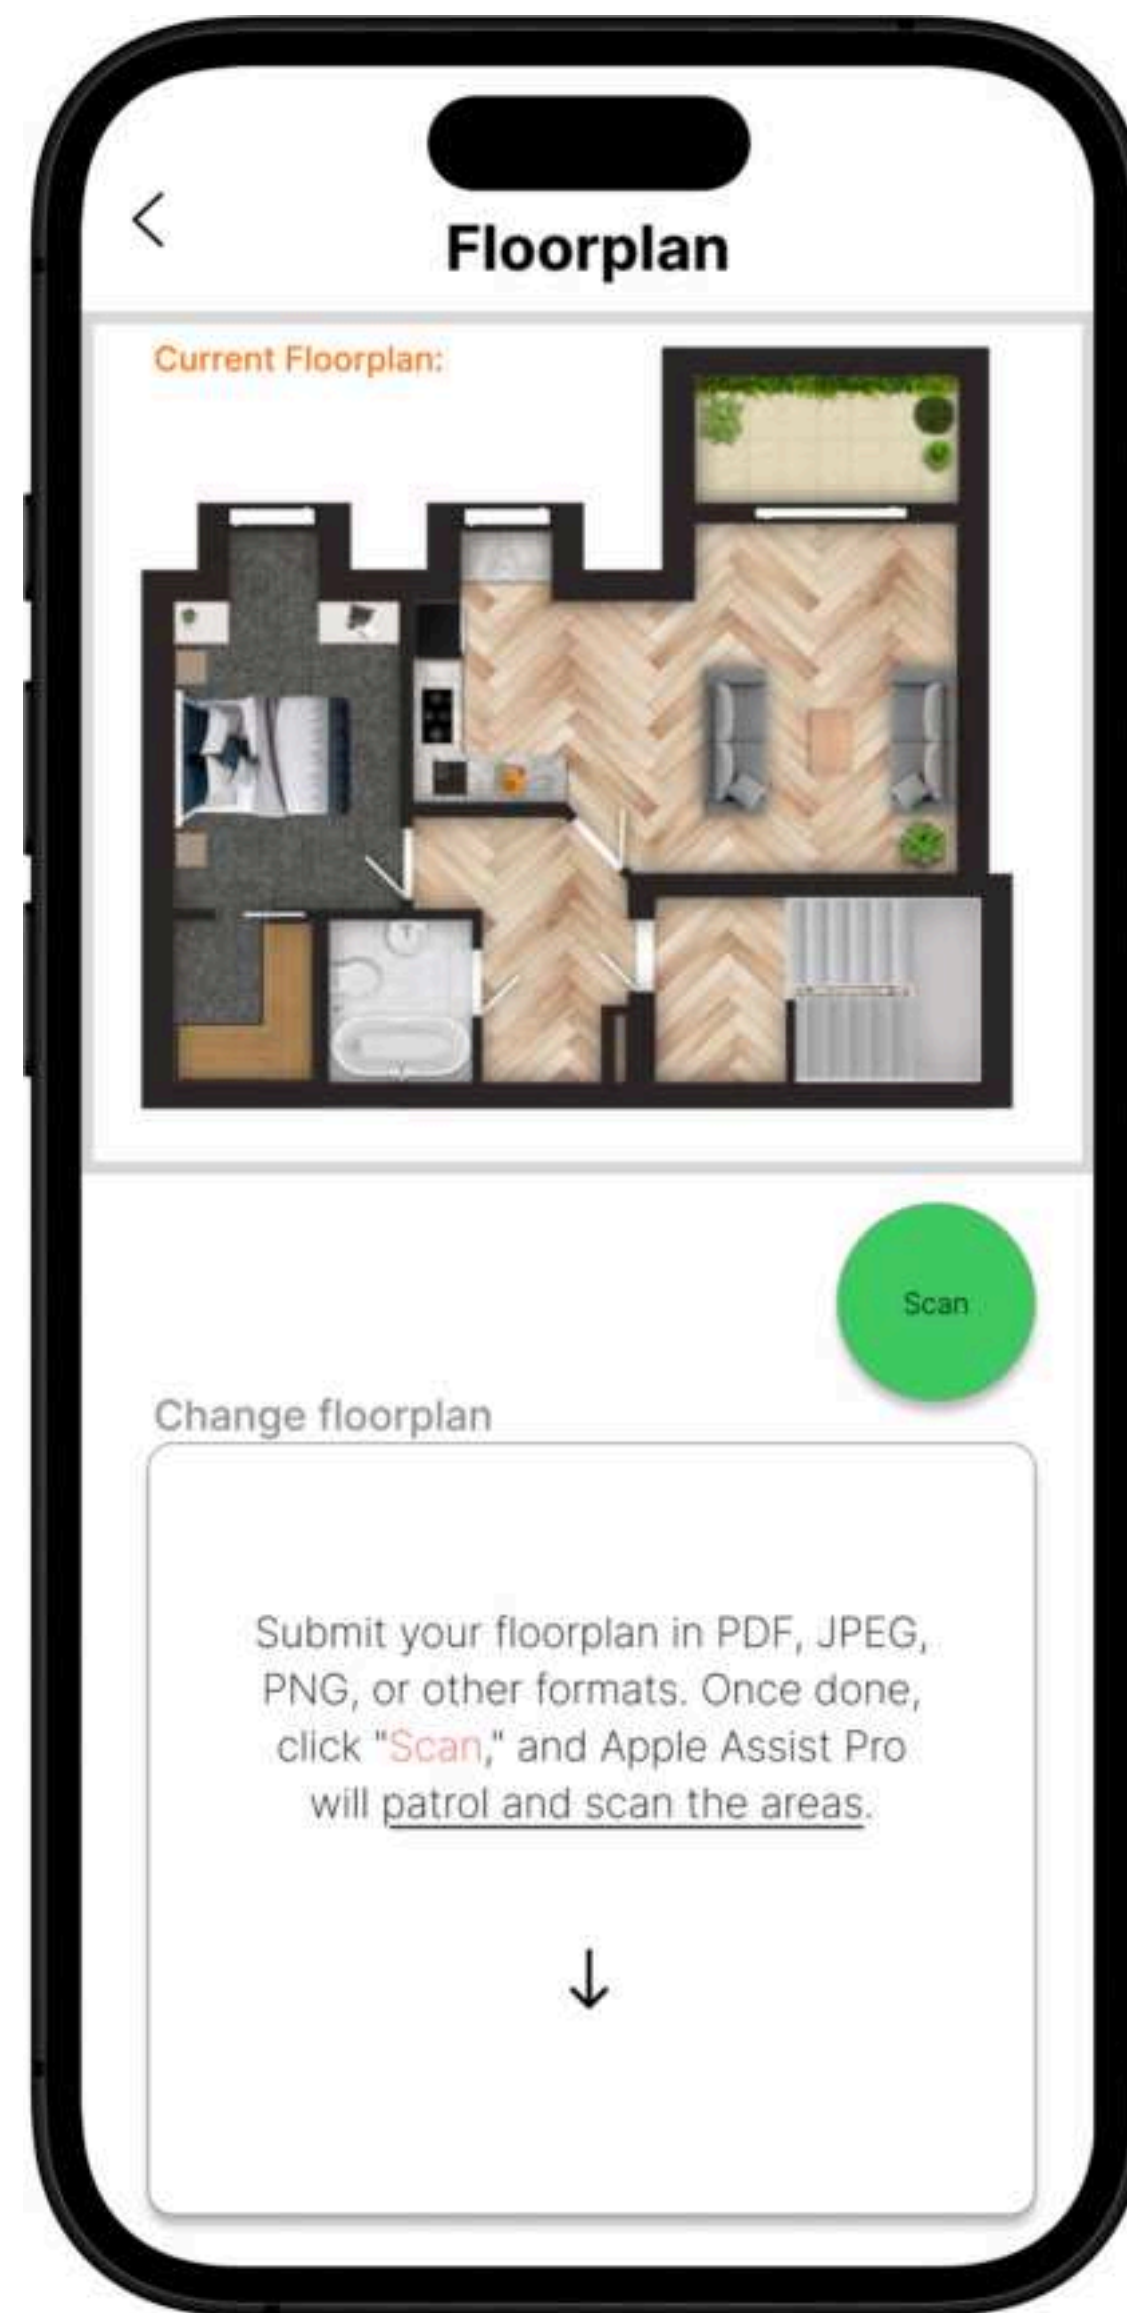 Floorplan
Current Floorplan:
Scan
Change floorplan
Submit your floorplan in PDF, JPEG,
PNG, or other formats. Once done,
click "Scan," and Apple Assist Pro
will patrol and scan the areas.